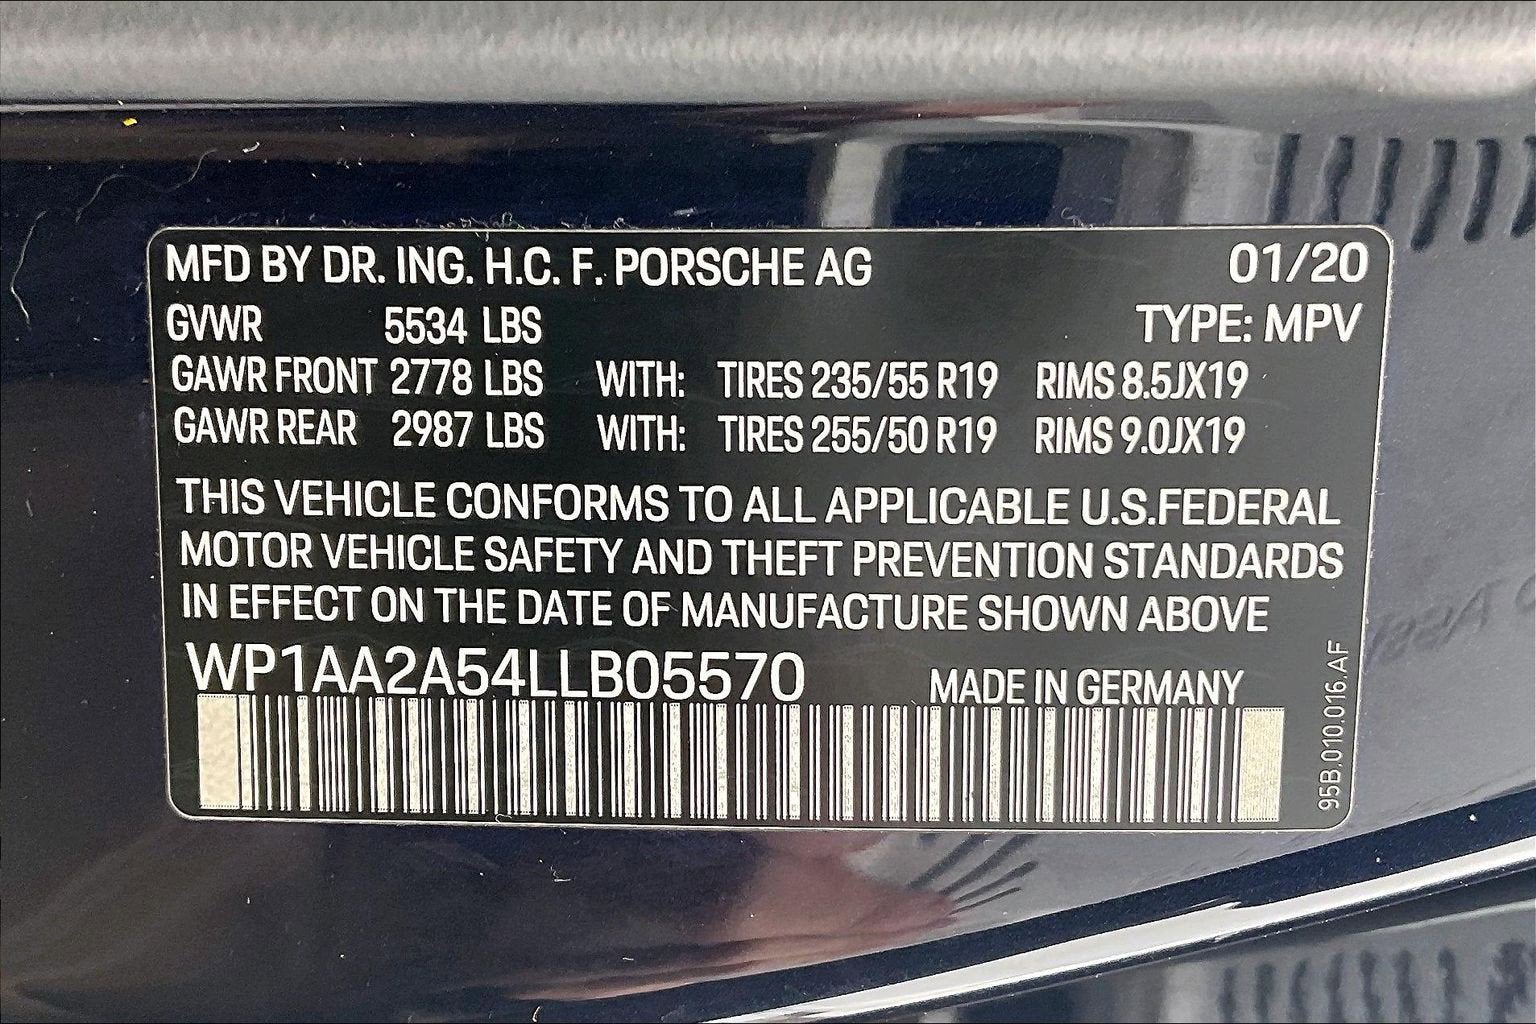 MFD BY DR. ING. H.C. F. PORSCHE AG 01/20
GVWR 5534 LBS TYPE: MPV
GAWR FRONT 2778 LBS WITH: TIRES 235/55 R19 RIMS 8.5JX19
GAWR REAR 2987 LBS WITH: TIRES 255/50 R19 RIMS 9.0JX19
THIS VEHICLE CONFORMS TO ALL APPLICABLE U.S.FEDERAL
MOTOR VEHICLE SAFETY AND THEFT PREVENTION STANDARDS
IN EFFECT ON THE DATE OF MANUFACTURE SHOWN ABOVE
WP1AA2A54LLB05570 MADE IN GERMANY
95B.010.016.AF